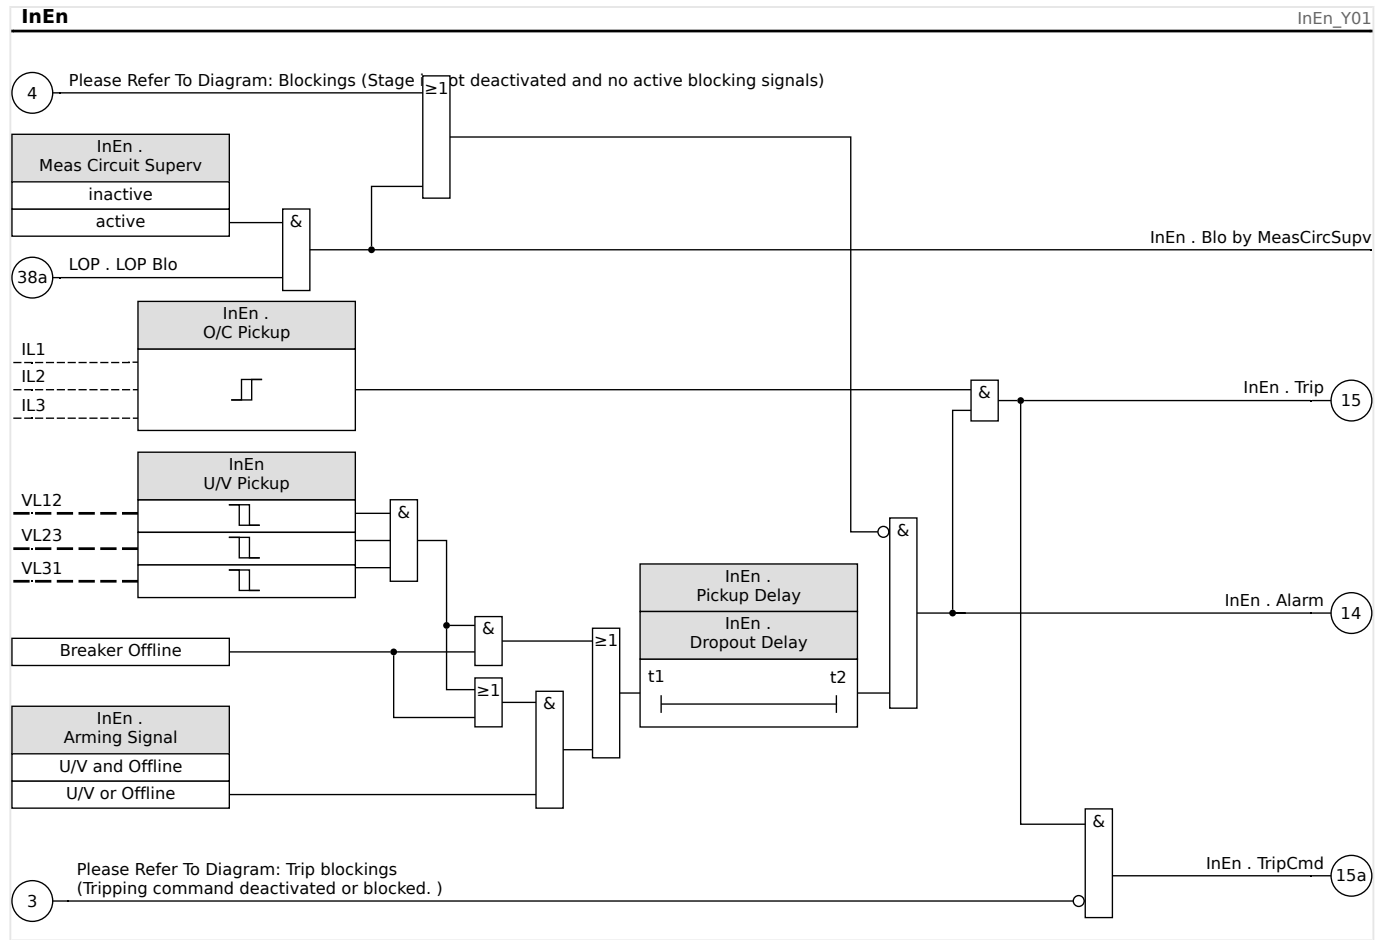 InEn
InEn_Y01
4
Please Refer To Diagram: Blockings (Stage deactivated and no active blocking signals)
≥1
InEn .
Meas Circuit Superv
inactive
active
&
InEn . Blo by MeasCircSupv
38a
LOP . LOP Blo
InEn .
O/C Pickup
IL1
IL2
IL3
&
InEn . Trip
15
InEn
U/V Pickup
VL12
VL23
VL31
&
&
InEn .
Pickup Delay
InEn .
Dropout Delay
t1
t2
InEn . Alarm
14
Breaker Offline
&
≥1
≥1
&
InEn .
Arming Signal
U/V and Offline
U/V or Offline
&
InEn . TripCmd
15a
Please Refer To Diagram: Trip blockings
(Tripping command deactivated or blocked. )
3